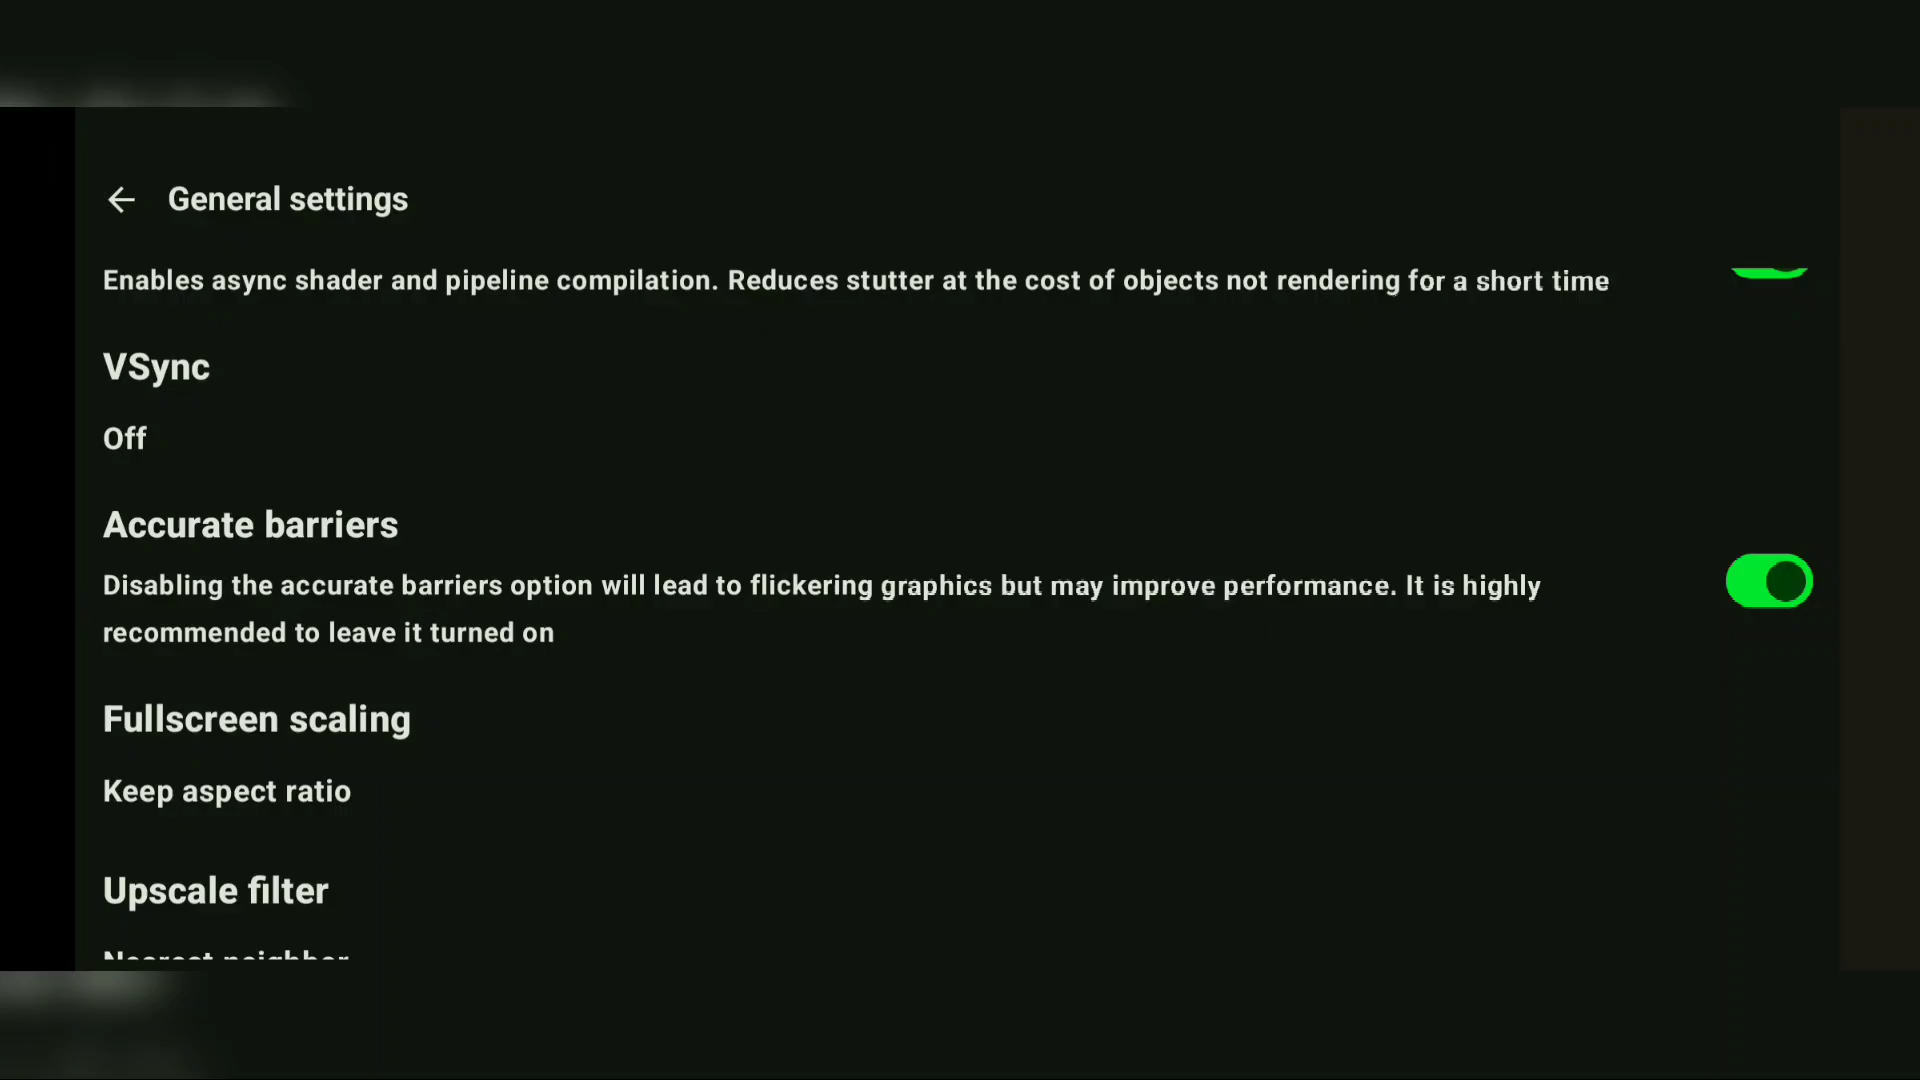 General settings
Enables async shader and pipeline compilation. Reduces stutter at the cost of objects not rendering for a short time
VSync
Off
Accurate barriers
Disabling the accurate barriers option will lead to flickering graphics but may improve performance. It is highly
recommended to leave it turned on
Fullscreen scaling
Keep aspect ratio
Upscale filter
Nearest neighbor